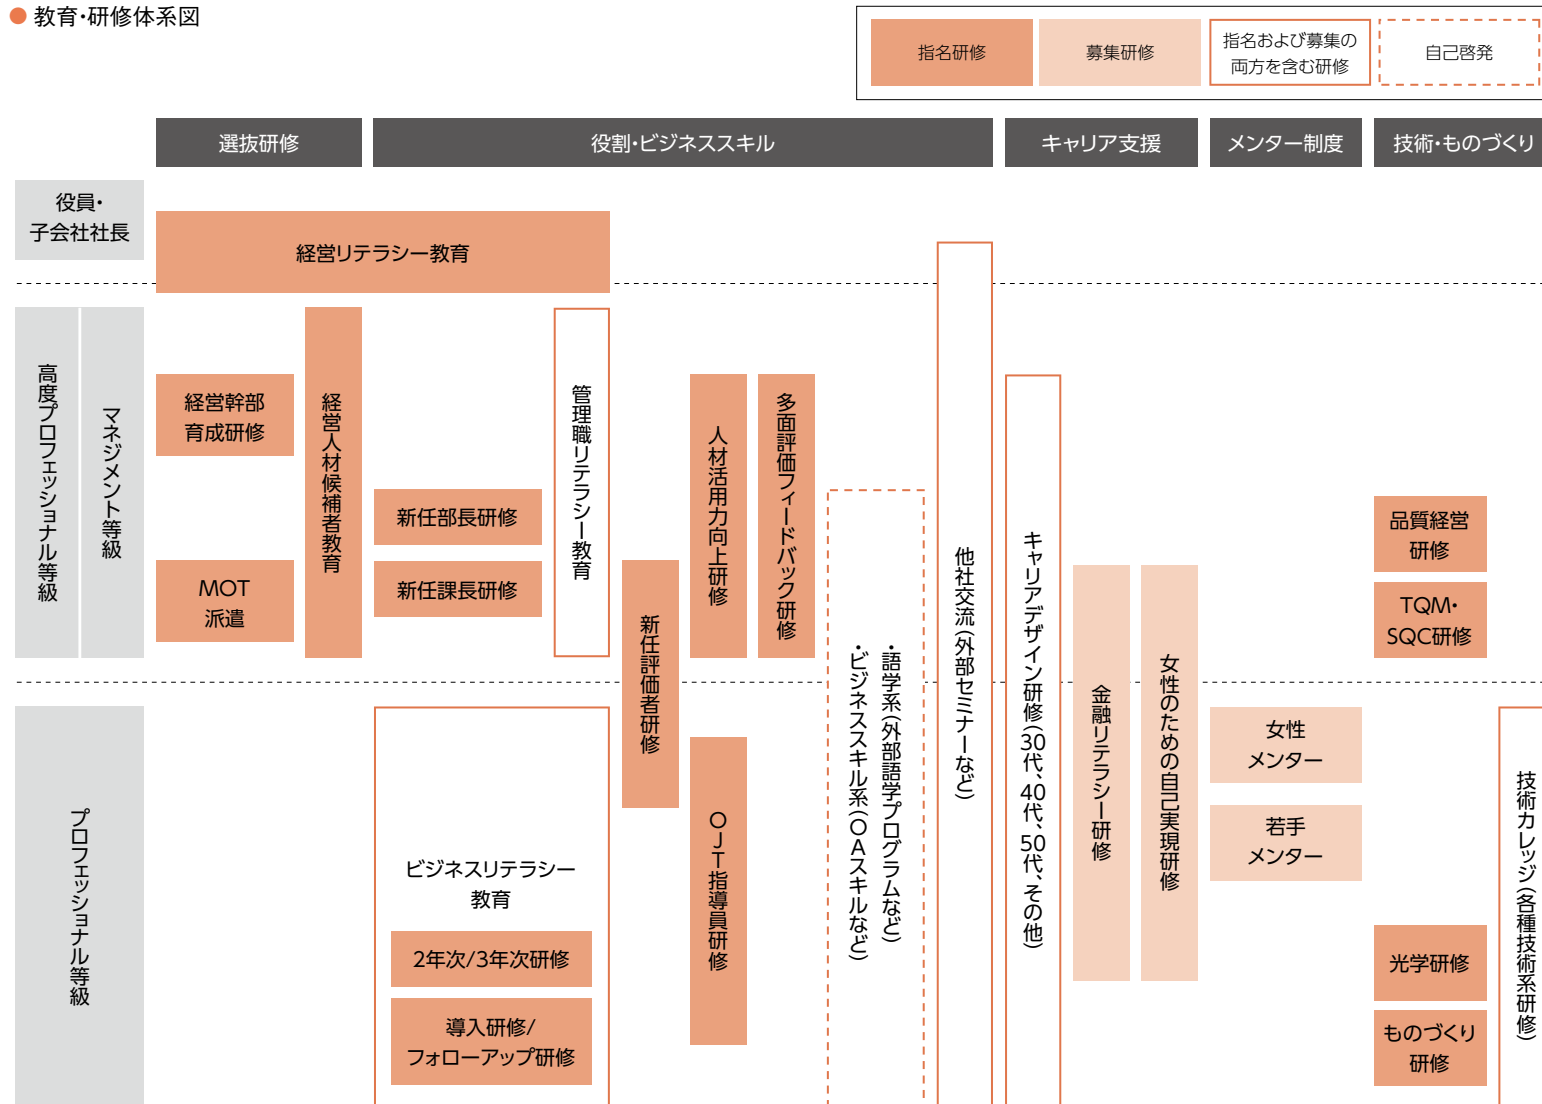 教育・研修体系図
指名研修
募集研修
指名および募集の
両方を含む研修
自己啓発
選抜研修
役割・ビジネススキル
キャリア支援
メンター制度
技術・ものづくり
役員・
子会社社長
経営リテラシー教育
高度プロフェッショナル等級
マネジメント等級
経営幹部
育成研修
MOT
派遣
経営人材候補者教育
新任部長研修
新任課長研修
管理職リテラシー教育
新任評価者研修
人材活用力向上研修
多面評価フィードバック研修
・語学系(外部語学プログラムなど)
・ビジネススキル系(OAスキルなど)
他社交流(外部セミナーなど)
キャリアデザイン研修(30代、40代、50代、その他)
金融リテラシー研修
女性のための自己実現研修
品質経営
研修
TQM・
SQC研修
プロフェッショナル等級
ビジネスリテラシー
教育
2年次/3年次研修
導入研修/
フォローアップ研修
OJT指導員研修
女性
メンター
若手
メンター
光学研修
ものづくり
研修
技術カレッジ(各種技術系研修)